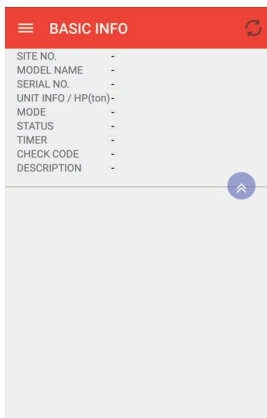 BASIC INFO
SITE NO. -
MODEL NAME -
SERIAL NO. -
UNIT INFO / HP(ton) -
MODE -
STATUS -
TIMER -
CHECK CODE -
DESCRIPTION -